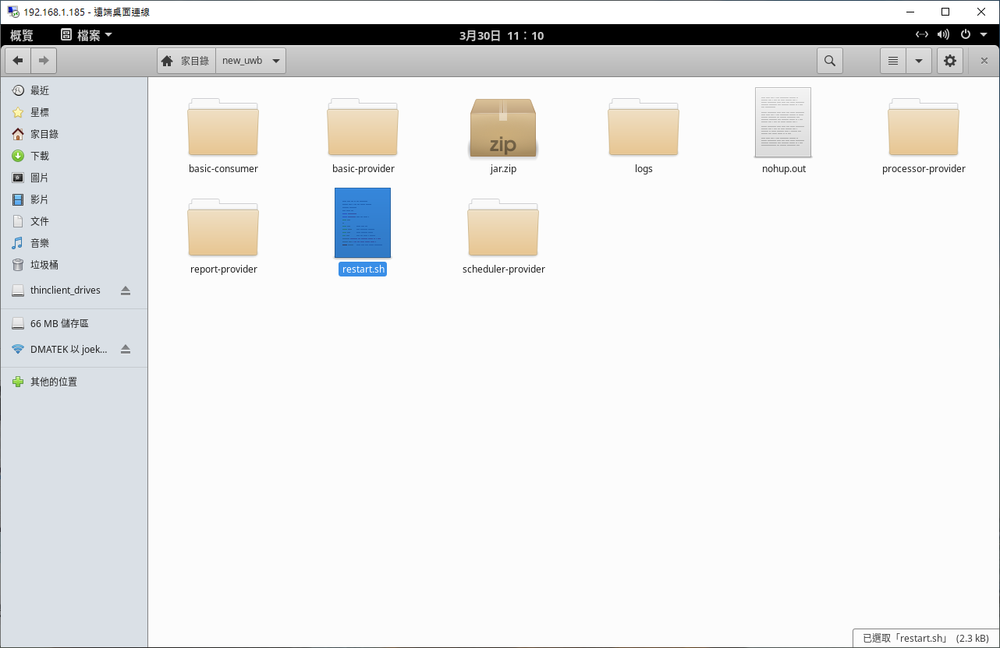 192.168.1.185 - 遠端桌面連線
概覽 檔案 3月30日 11：10
家目錄 new_uwb
最近
星標
家目錄
下載
圖片
影片
文件
音樂
垃圾桶
thinclient_drives
66 MB 儲存區
DMATEK 以 joek...
其他的位置
zip
basic-consumer basic-provider jar.zip logs nohup.out processor-provider
report-provider restart.sh scheduler-provider
已選取「restart.sh」 (2.3 kB)